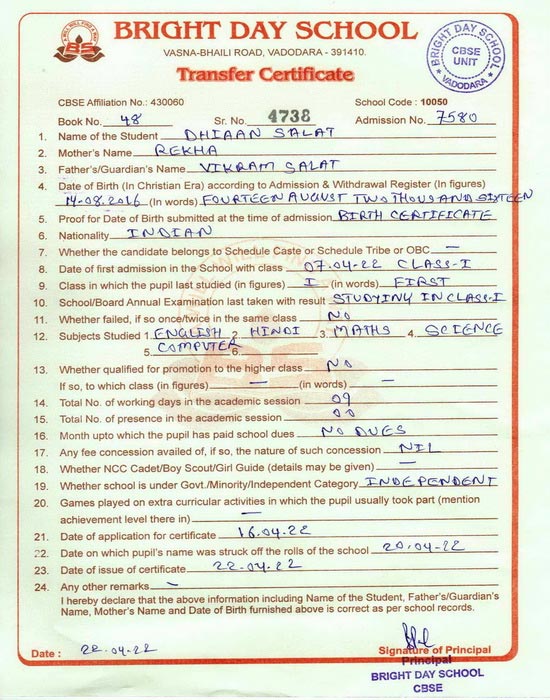 BRIGHT DAY SCHOOL
VASNA-BHAILI ROAD, VADODARA - 391410.
Transfer Certificate
BRIGHT DAY SCHOOL
CBSE
UNIT
VADODARA
CBSE Affiliation No.: 430060 School Code : 10050
Book No. 48 Sr. No. 4738 Admission No. 7580
1. Name of the Student DHIAAN SALAT
2. Mother's Name REKHA
3. Father's/Guardian's Name VIKRAM SALAT
4. Date of Birth (In Christian Era) according to Admission & Withdrawal Register (In figures)
14-08.2016 (In words) FOURTEEN AUGUST TWO THOUSAND SIXTEEN
5. Proof for Date of Birth submitted at the time of admission BIRTH CERTIFICATE
6. Nationality INDIAN
7. Whether the candidate belongs to Schedule Caste or Schedule Tribe or OBC —
8. Date of first admission in the School with class 07.04-22 CLASS-I
9. Class in which the pupil last studied (in figures) I (in words) FIRST
10. School/Board Annual Examination last taken with result STUDYING IN CLASS-I
11. Whether failed, if so once/twice in the same class NO
12. Subjects Studied 1. ENGLISH 2. HINDI 3. MATHS 4. SCIENCE
5. COMPUTER 6.
13. Whether qualified for promotion to the higher class NO
If so, to which class (in figures) — (in words) —
14. Total No. of working days in the academic session 09
15. Total No. of presence in the academic session 00
16. Month upto which the pupil has paid school dues NO DUES
17. Any fee concession availed of, if so, the nature of such concession NIL
18. Whether NCC Cadet/Boy Scout/Girl Guide (details may be given) —
19. Whether school is under Govt./Minority/Independent Category INDEPENDENT
20. Games played on extra curricular activities in which the pupil usually took part (mention
achievement level there in) —
21. Date of application for certificate 16.04.22
22. Date on which pupil's name was struck off the rolls of the school 20.04-22
23. Date of issue of certificate 22-04-22
24. Any other remarks —
I hereby declare that the above information including Name of the Student, Father's/Guardian's
Name, Mother's Name and Date of Birth furnished above is correct as per school records.
Date : 22.04-22 Signature of Principal
Principal
BRIGHT DAY SCHOOL
CBSE